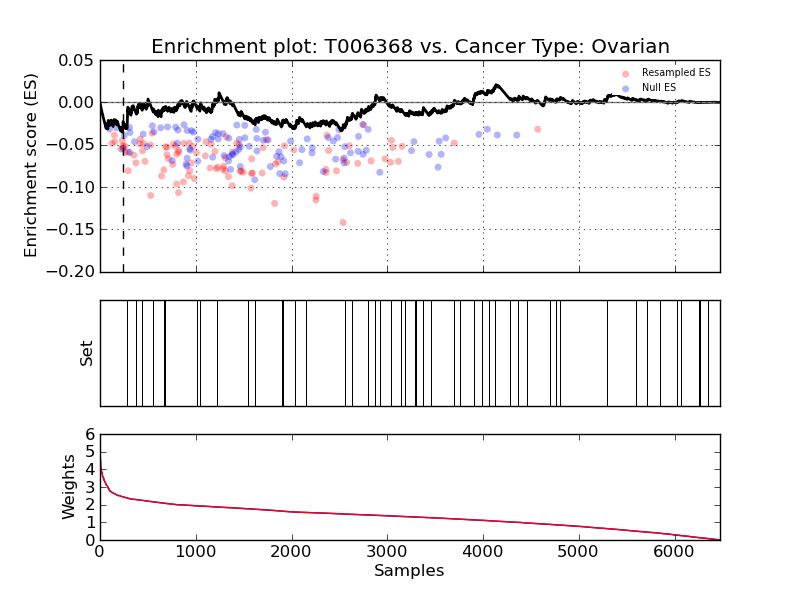 Enrichment plot: T006368 vs. Cancer Type: Ovarian
Enrichment score (ES)
0.05
0.00
−0.05
−0.10
−0.15
−0.20
Resampled ES
Null ES
Set
Weights
6
5
4
3
2
1
0
0 1000 2000 3000 4000 5000 6000
Samples